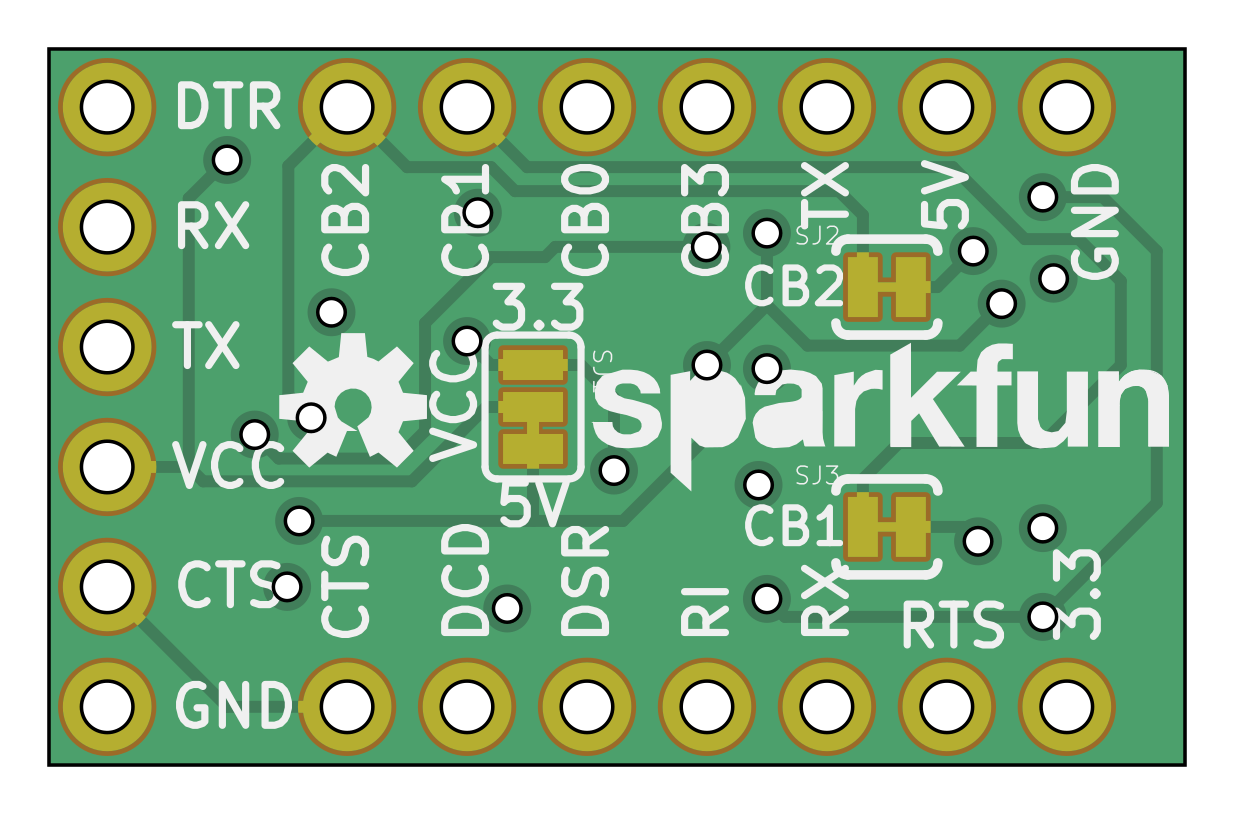 DTR
CB2
CB1
CB0
CB3
TX
5V
GND
RX
SJ2
CB2
3.3
TX
VCC
sparkfun
VCC
SJ3
5V
CB1
CTS
CTS
DCD
DSR
RI
RX
RTS
3.3
GND